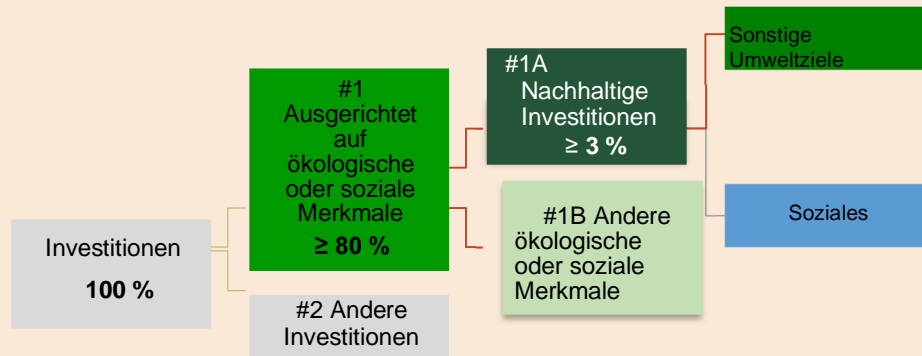 Investitionen
100 %
#1
Ausgerichtet
auf
ökologische
oder soziale
Merkmale
≥ 80 %
#2 Andere
Investitionen
#1A
Nachhaltige
Investitionen
≥ 3 %
#1B Andere
ökologische
oder soziale
Merkmale
Sonstige
Umweltziele
Soziales